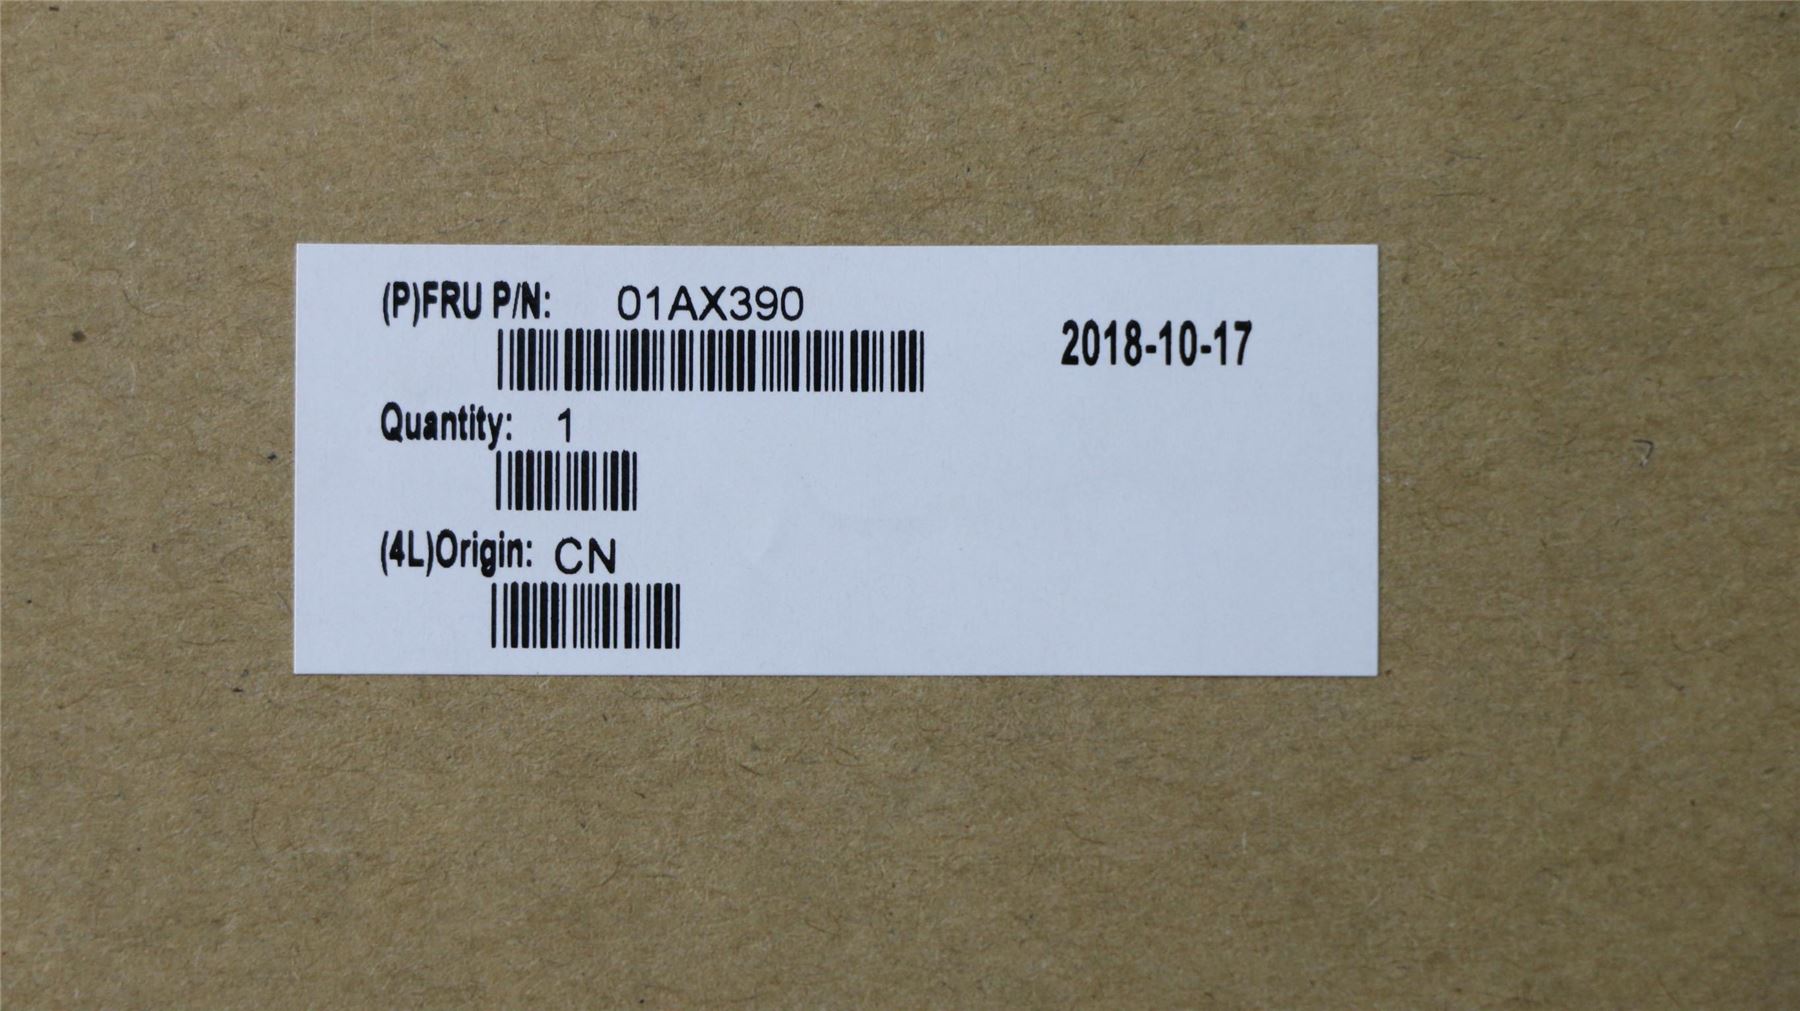 (P)FRU P/N: 01AX390
2018-10-17
Quantity: 1
(4L)Origin: CN